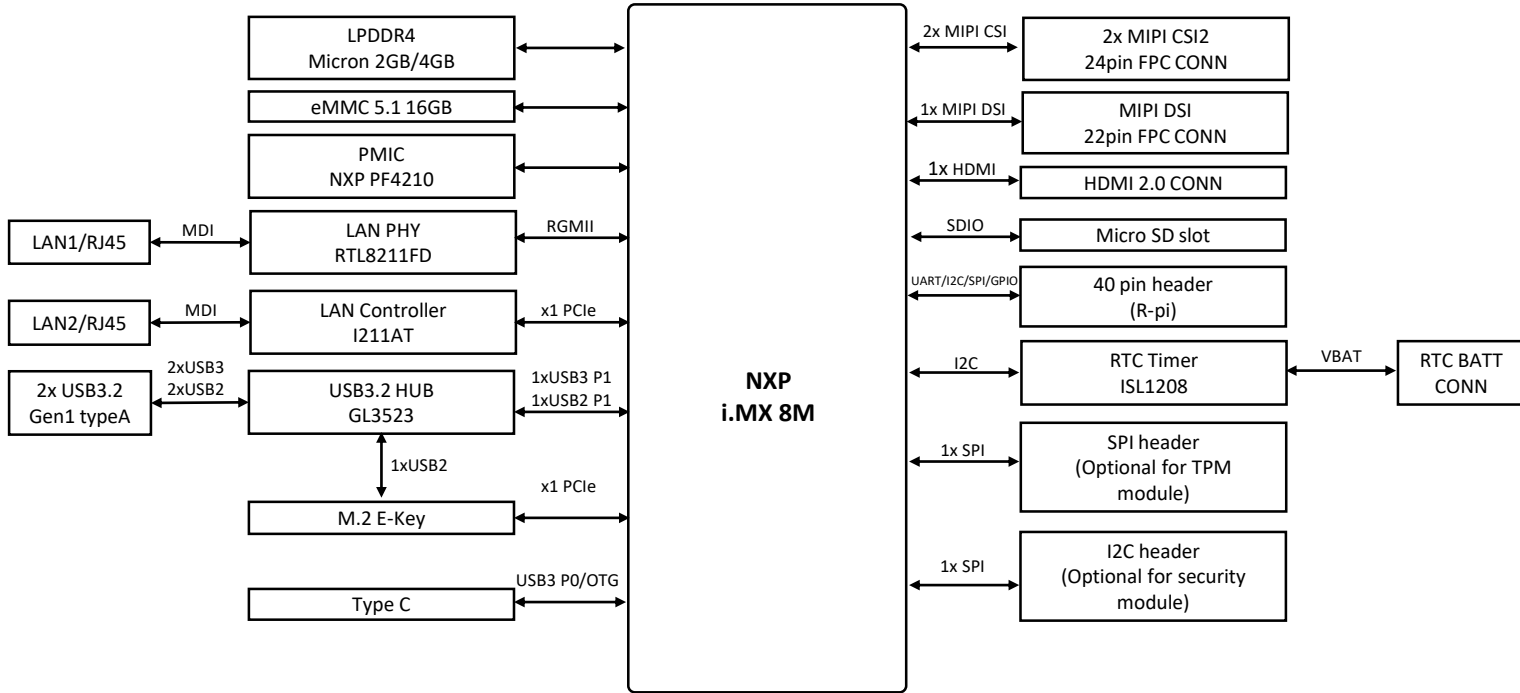 LPDDR4
Micron 2GB/4GB
eMMC 5.1 16GB
PMIC
NXP PF4210
LAN1/RJ45
MDI
LAN PHY
RTL8211FD
RGMII
LAN2/RJ45
MDI
LAN Controller
I211AT
x1 PCIe
2x USB3.2
Gen1 typeA
2xUSB3
2xUSB2
USB3.2 HUB
GL3523
1xUSB3 P1
1xUSB2 P1
1xUSB2
M.2 E-Key
x1 PCIe
Type C
USB3 P0/OTG
NXP
i.MX 8M
2x MIPI CSI
2x MIPI CSI2
24pin FPC CONN
1x MIPI DSI
MIPI DSI
22pin FPC CONN
1x HDMI
HDMI 2.0 CONN
SDIO
Micro SD slot
UART/I2C/SPI/GPIO
40 pin header
(R-pi)
I2C
RTC Timer
ISL1208
VBAT
RTC BATT
CONN
1x SPI
SPI header
(Optional for TPM
module)
1x SPI
I2C header
(Optional for security
module)